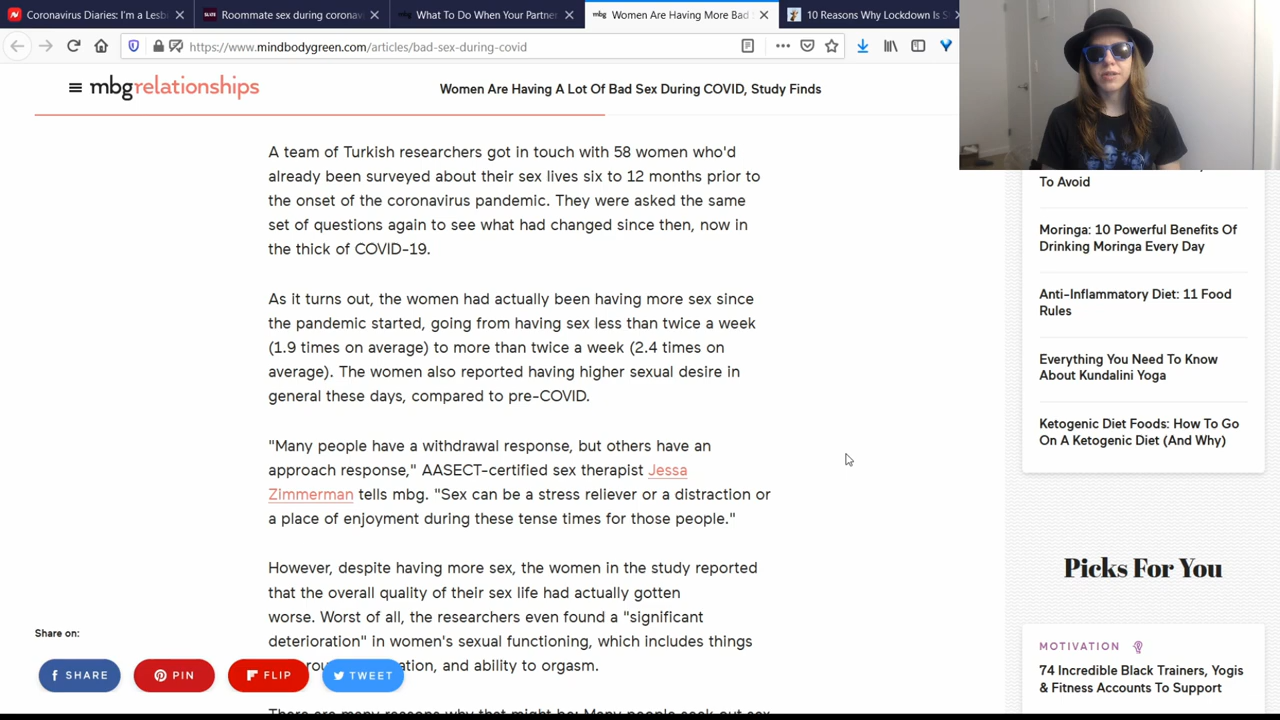 Coronavirus Diaries: I'm a Lesbi
Roommate sex during coronavi
What To Do When Your Partner
Women Are Having More Bad
10 Reasons Why Lockdown Is S
https://www.mindbodygreen.com/articles/bad-sex-during-covid
mbgrelationships
Women Are Having A Lot Of Bad Sex During COVID, Study Finds
A team of Turkish researchers got in touch with 58 women who'd
already been surveyed about their sex lives six to 12 months prior to
the onset of the coronavirus pandemic. They were asked the same
set of questions again to see what had changed since then, now in
the thick of COVID-19.
As it turns out, the women had actually been having more sex since
the pandemic started, going from having sex less than twice a week
(1.9 times on average) to more than twice a week (2.4 times on
average). The women also reported having higher sexual desire in
general these days, compared to pre-COVID.
"Many people have a withdrawal response, but others have an
approach response," AASECT-certified sex therapist Jessa
Zimmerman tells mbg. "Sex can be a stress reliever or a distraction or
a place of enjoyment during these tense times for those people."
However, despite having more sex, the women in the study reported
that the overall quality of their sex life had actually gotten
worse. Worst of all, the researchers even found a "significant
deterioration" in women's sexual functioning, which includes things
and ability to orgasm.
Share on:
SHARE
PIN
FLIP
TWEET
To Avoid
Moringa: 10 Powerful Benefits Of
Drinking Moringa Every Day
Anti-Inflammatory Diet: 11 Food
Rules
Everything You Need To Know
About Kundalini Yoga
Ketogenic Diet Foods: How To Go
On A Ketogenic Diet (And Why)
Picks For You
MOTIVATION
74 Incredible Black Trainers, Yogis
& Fitness Accounts To Support